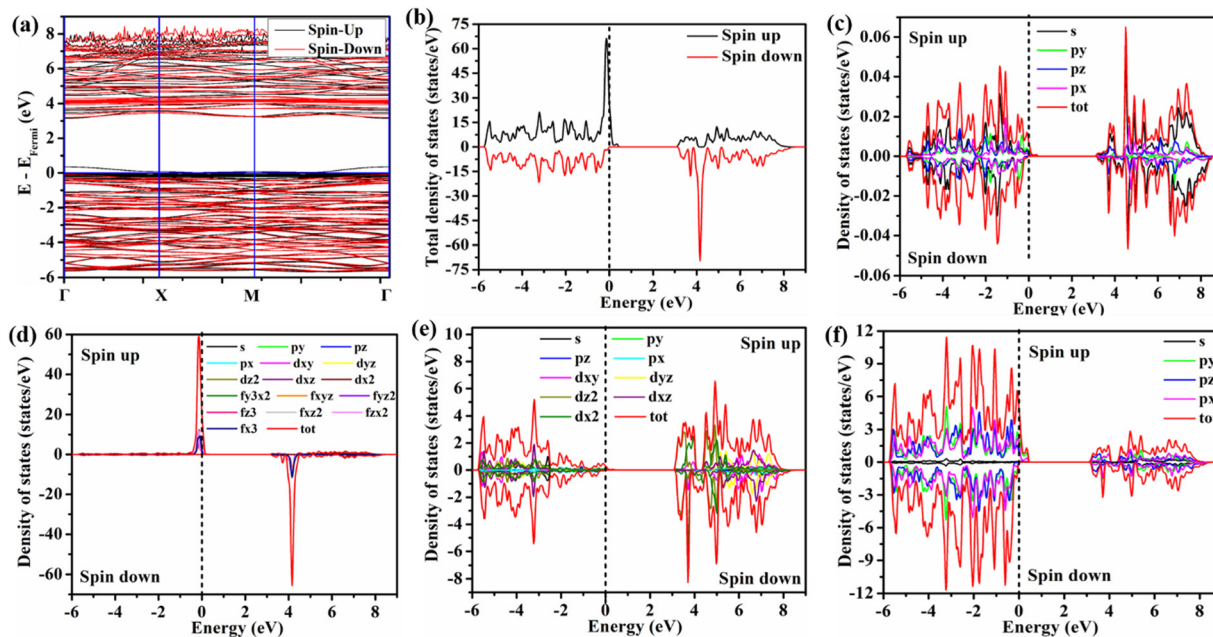 (a)
Spin-Up
Spin-Down
E - E_Fermi
8
6
4
2
0
-2
-4
-6
Γ X M Γ
(b)
Spin up
Spin down
Total density of states (states/eV)
75
60
45
30
15
0
-15
-30
-45
-60
-75
-6 -4 -2 0 2 4 6 8
Energy (eV)
(c)
Spin up
s
py
pz
px
tot
Spin down
Density of states (states/eV)
0.06
0.04
0.02
0.00
-0.02
-0.04
-0.06
-6 -4 -2 0 2 4 6 8
Energy (eV)
(d)
Spin up
s py pz
px dxy dyz
dz2 dxz dx2
fy3x2 fxyz fyz2
fz3 fxz2 fzx2
fx3 tot
Spin down
Density of states (states/eV)
60
40
20
0
-20
-40
-60
-6 -4 -2 0 2 4 6 8
Energy (eV)
(e)
s py
pz px
dxy dyz
dz2 dxz
dx2 tot
Spin up
Spin down
Density of states (states/eV)
10
8
6
4
2
0
-2
-4
-6
-8
-6 -4 -2 0 2 4 6 8
Energy (eV)
(f)
Spin up
s
py
pz
px
tot
Spin down
Density of states (states/eV)
12
9
6
3
0
-3
-6
-9
-12
-6 -4 -2 0 2 4 6 8
Energy (eV)